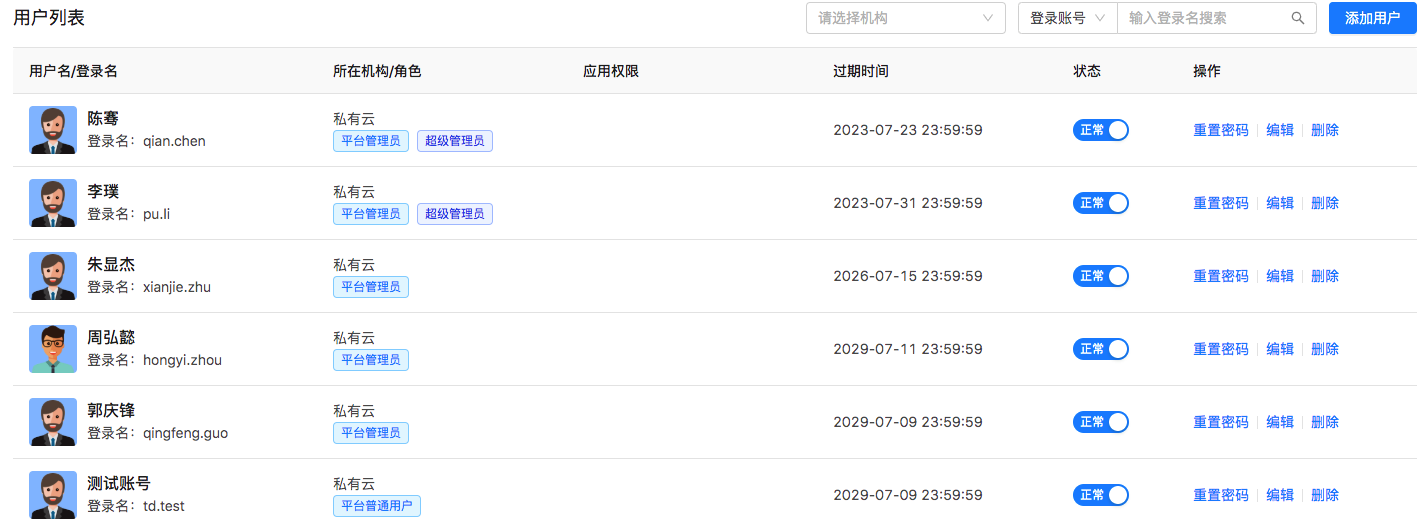 用户列表 请选择机构 登录账号 输入登录名搜索 添加用户
用户名/登录名 所在机构/角色 应用权限 过期时间 状态 操作
陈骞 私有云
登录名：qian.chen 平台管理员 超级管理员 2023-07-23 23:59:59 正常 重置密码 编辑 删除
李璞 私有云
登录名：pu.li 平台管理员 超级管理员 2023-07-31 23:59:59 正常 重置密码 编辑 删除
朱显杰 私有云
登录名：xianjie.zhu 平台管理员 2026-07-15 23:59:59 正常 重置密码 编辑 删除
周弘懿 私有云
登录名：hongyi.zhou 平台管理员 2029-07-11 23:59:59 正常 重置密码 编辑 删除
郭庆锋 私有云
登录名：qingfeng.guo 平台管理员 2029-07-09 23:59:59 正常 重置密码 编辑 删除
测试账号 私有云
登录名：td.test 平台普通用户 2029-07-09 23:59:59 正常 重置密码 编辑 删除